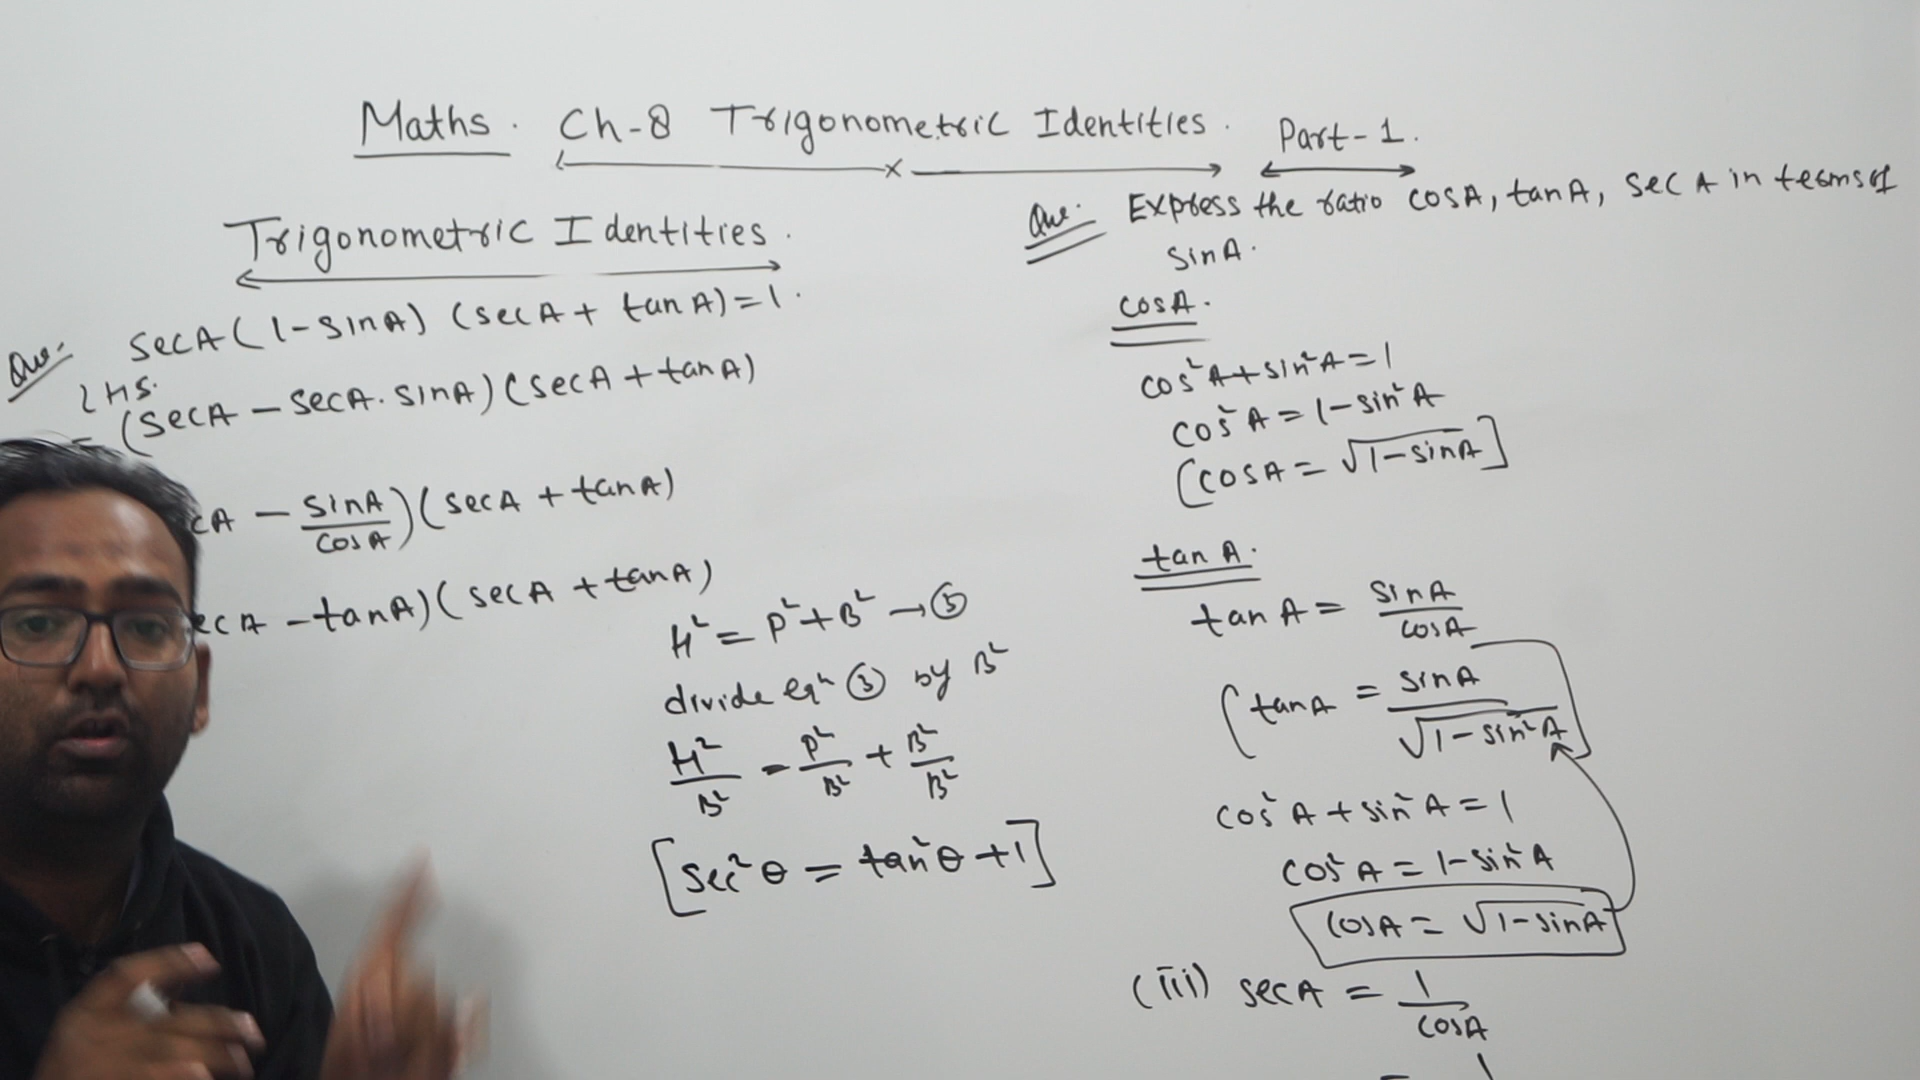 Maths. Ch-8 Trigonometric Identities. Part-1.
Trigonometric Identities.
Que. secA(1-sinA) (secA + tanA)=1.
LHS.
= (secA - secA.sinA)(secA + tanA)
cA - sinA/cosA)(secA + tanA)
ecA - tanA)(secA + tanA)
H² = P²+B² → ③
divide eqⁿ ③ by B²
H²/B² = P²/B² + B²/B²
[sec²θ = tan²θ +1]
Que. Express the ratio cosA, tanA, sec A in terms of
sinA.
cosA.
cos²A+sin²A=1
cos²A = 1-sin²A
[cosA = √1-sinA]
tan A.
tan A = sinA/cosA
[tanA = sinA/√1-sin²A]
cos²A + sin²A = 1
cos²A = 1-sin²A
cosA = √1-sinA
(iii) secA = 1/cosA
= 1